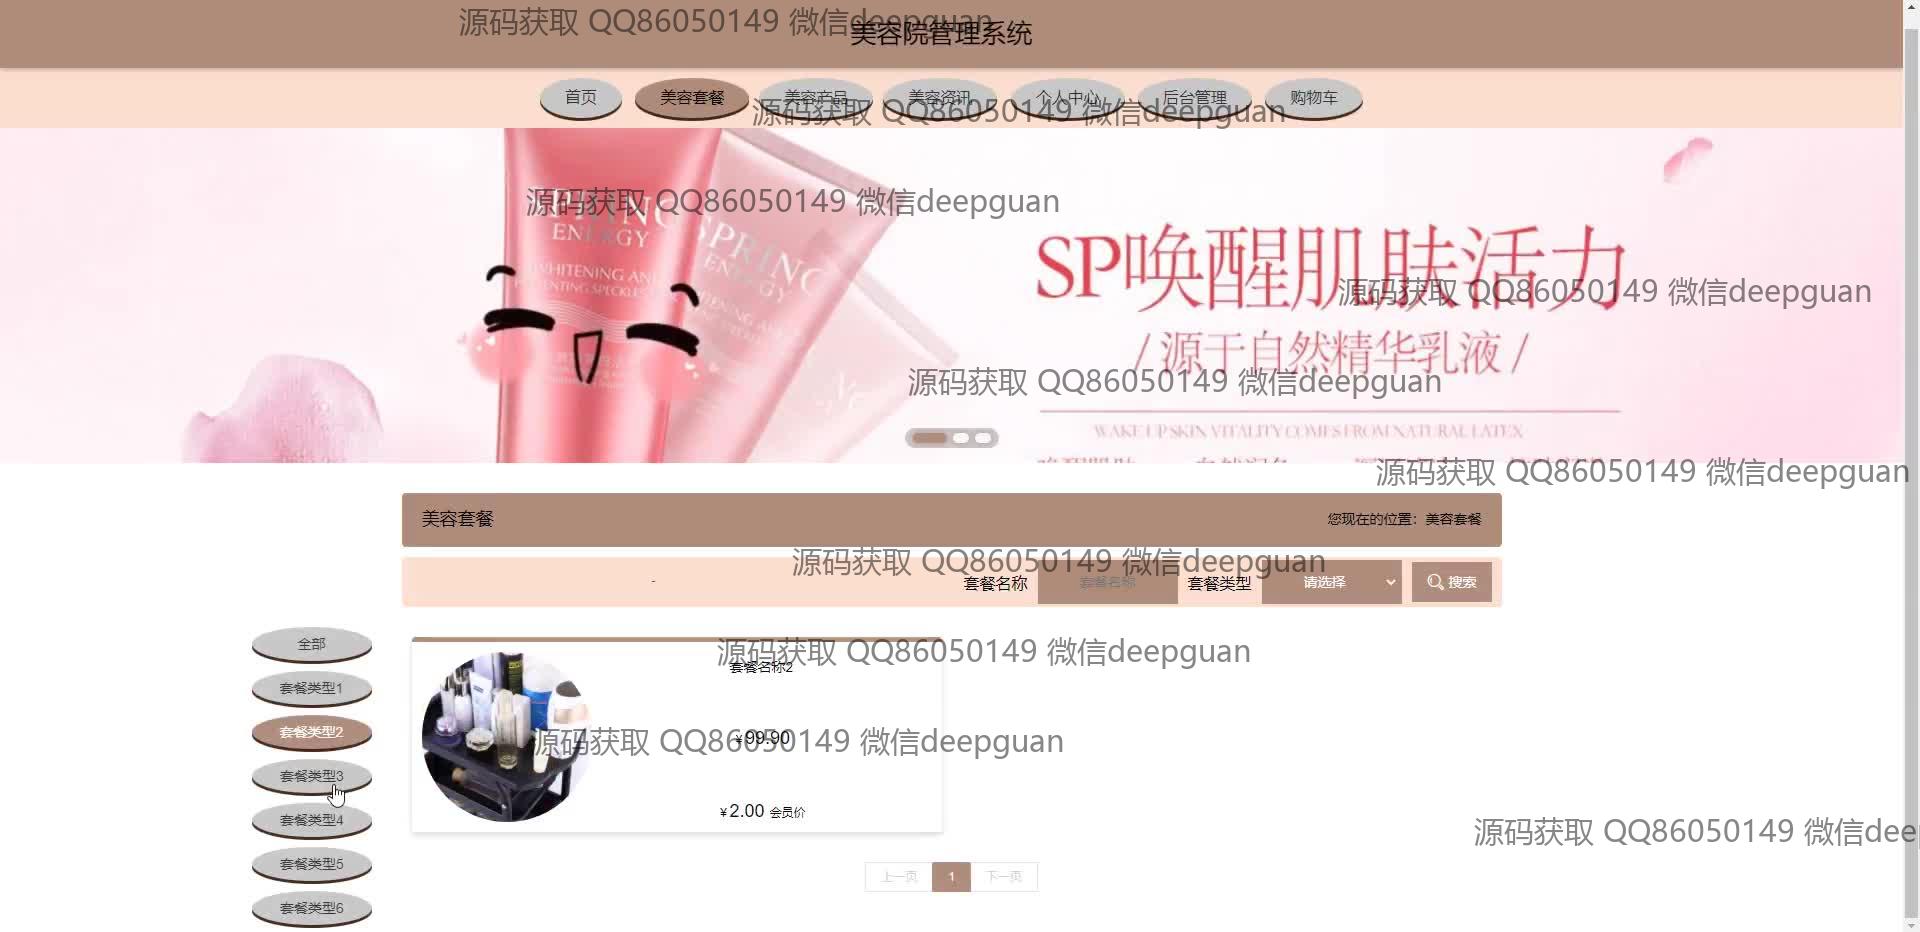 源码获取 QQ86050149 微信deepguan
美容院管理系统
首页 美容套餐 美容产品 美容资讯 个人中心 后台管理 购物车
源码获取 QQ86050149 微信deepguan
源码获取 QQ86050149 微信deepguan
SPRING
ENERGY
SPRING
ENERGY
SP唤醒肌肤活力
源码获取 QQ86050149 微信deepguan
/ 源于自然精华乳液 /
源码获取 QQ86050149 微信deepguan
WAKE UP SKIN VITALITY COMES FROM NATURAL LATEX
源码获取 QQ86050149 微信deepguan
美容套餐 您现在的位置：美容套餐
源码获取 QQ86050149 微信deepguan
- 套餐名称 套餐名称 套餐类型 请选择 搜索
全部
套餐类型1
套餐类型2
套餐类型3
套餐类型4
套餐类型5
套餐类型6
源码获取 QQ86050149 微信deepguan
套餐名称2
¥99.90
源码获取 QQ86050149 微信deepguan
¥2.00 会员价
源码获取 QQ86050149 微信dee
上一页 1 下一页